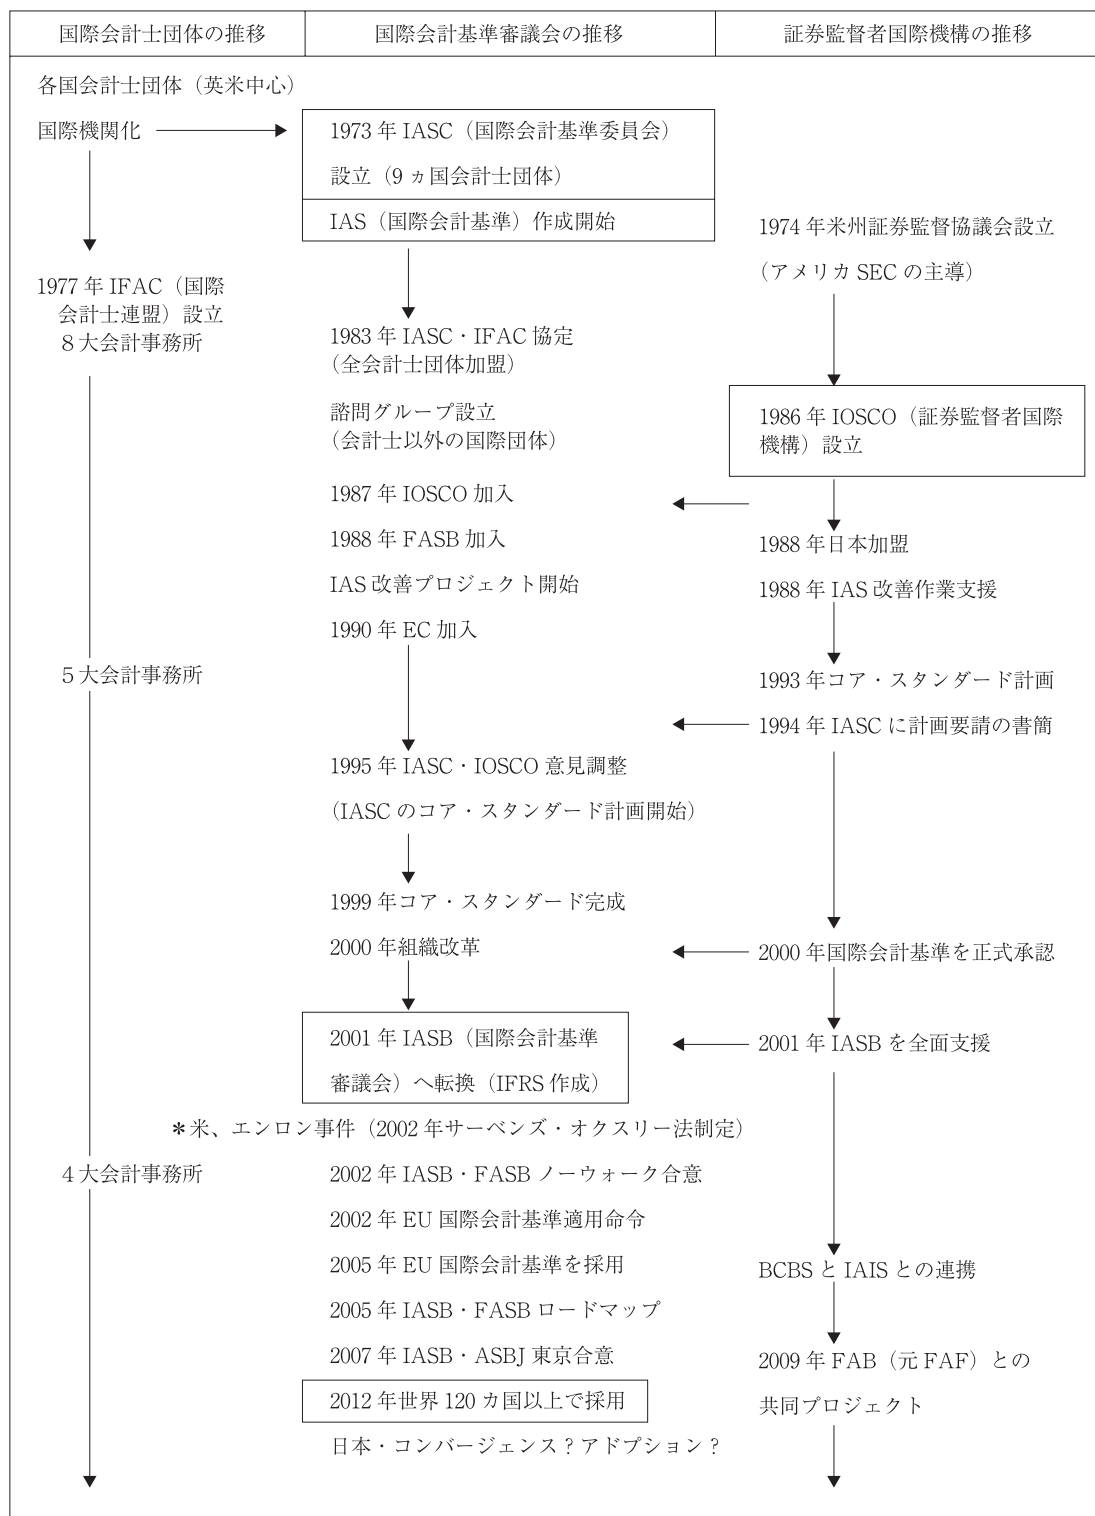 国際会計士団体の推移
国際会計基準審議会の推移
証券監督者国際機構の推移
各国会計士団体（英米中心）
国際機関化
1977 年 IFAC（国際
会計士連盟）設立
８大会計事務所
５大会計事務所
４大会計事務所
1973 年 IASC（国際会計基準委員会）
設立（9 ヵ国会計士団体）
IAS（国際会計基準）作成開始
1983 年 IASC・IFAC 協定
（全会計士団体加盟）
諮問グループ設立
（会計士以外の国際団体）
1987 年 IOSCO 加入
1988 年 FASB 加入
IAS 改善プロジェクト開始
1990 年 EC 加入
1995 年 IASC・IOSCO 意見調整
（IASC のコア・スタンダード計画開始）
1999 年コア・スタンダード完成
2000 年組織改革
2001 年 IASB（国際会計基準
審議会）へ転換（IFRS 作成）
＊米、エンロン事件（2002 年サーベンズ・オクスリー法制定）
2002 年 IASB・FASB ノーウォーク合意
2002 年 EU 国際会計基準適用命令
2005 年 EU 国際会計基準を採用
2005 年 IASB・FASB ロードマップ
2007 年 IASB・ASBJ 東京合意
2012 年世界 120 カ国以上で採用
日本・コンバージェンス？アドプション？
1974 年米州証券監督協議会設立
（アメリカ SEC の主導）
1986 年 IOSCO（証券監督者国際
機構）設立
1988 年日本加盟
1988 年 IAS 改善作業支援
1993 年コア・スタンダード計画
1994 年 IASC に計画要請の書簡
2000 年国際会計基準を正式承認
2001 年 IASB を全面支援
BCBS と IAIS との連携
2009 年 FAB（元 FAF）との
共同プロジェクト